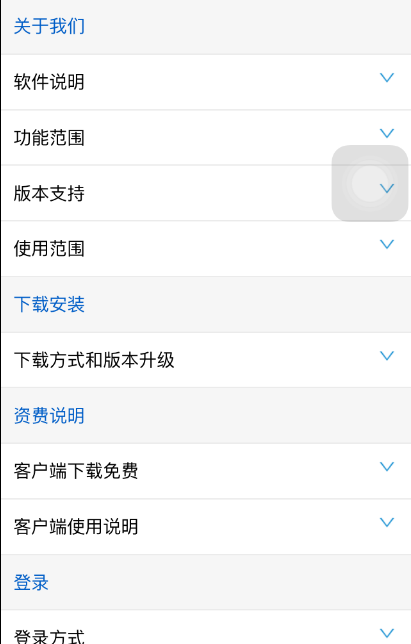 关于我们
软件说明
功能范围
版本支持
使用范围
下载安装
下载方式和版本升级
资费说明
客户端下载免费
客户端使用说明
登录
登录方式